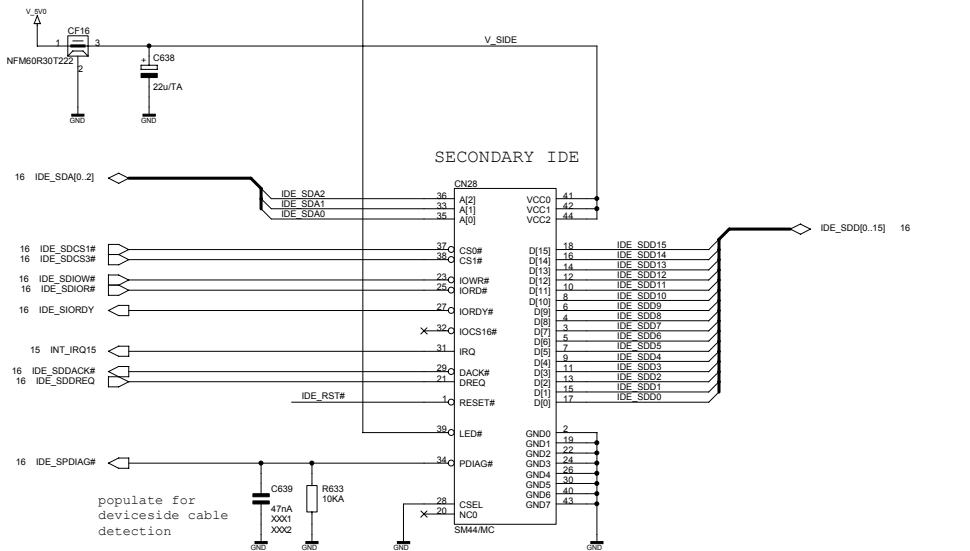 V_5V0
CF16
1 3
2
NFM60R30T222
GND
+
C638
22u/TA
GND
V_SIDE
SECONDARY IDE
CN28
16 IDE_SDA[0..2]
IDE_SDA2 36 A[2]
IDE_SDA1 33 A[1]
IDE_SDA0 35 A[0]
VCC0 41
VCC1 42
VCC2 44
16 IDE_SDCS1# 37 CS0#
16 IDE_SDCS3# 38 CS1#
16 IDE_SDIOW# 23 IOWR#
16 IDE_SDIOR# 25 IORD#
16 IDE_SIORDY 27 IORDY#
32 IOCS16#
15 INT_IRQ15 31 IRQ
16 IDE_SDDACK# 29 DACK#
16 IDE_SDDREQ 21 DREQ
IDE_RST# 1 RESET#
39 LED#
16 IDE_SPDIAG# 34 PDIAG#
28 CSEL
20 NC0
SM44/MC
D[15] 18 IDE_SDD15
D[14] 16 IDE_SDD14
D[13] 14 IDE_SDD13
D[12] 12 IDE_SDD12
D[11] 10 IDE_SDD11
D[10] 8 IDE_SDD10
D[9] 6 IDE_SDD9
D[8] 4 IDE_SDD8
D[7] 3 IDE_SDD7
D[6] 5 IDE_SDD6
D[5] 7 IDE_SDD5
D[4] 9 IDE_SDD4
D[3] 11 IDE_SDD3
D[2] 13 IDE_SDD2
D[1] 15 IDE_SDD1
D[0] 17 IDE_SDD0
IDE_SDD[0..15] 16
GND0 2
GND1 19
GND2 22
GND3 24
GND4 26
GND5 30
GND6 40
GND7 43
C639
47nA
XXX1
XXX2
R633
10KA
populate for
deviceside cable
detection
GND
GND
GND
GND